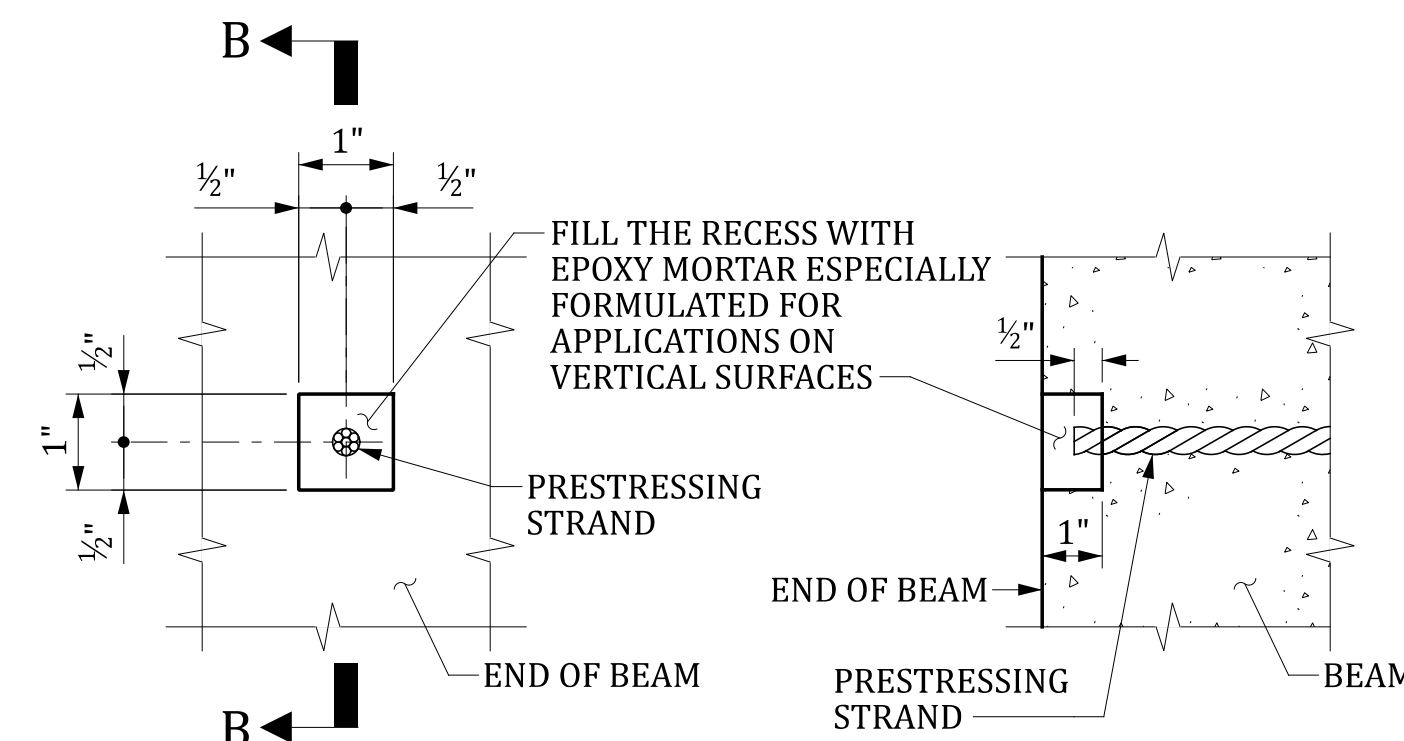 B
1"
½" ½"
FILL THE RECESS WITH
EPOXY MORTAR ESPECIALLY
FORMULATED FOR
APPLICATIONS ON
VERTICAL SURFACES
½"
1"
½"
PRESTRESSING
STRAND
END OF BEAM
B
½"
1"
END OF BEAM
PRESTRESSING
STRAND
BEAM